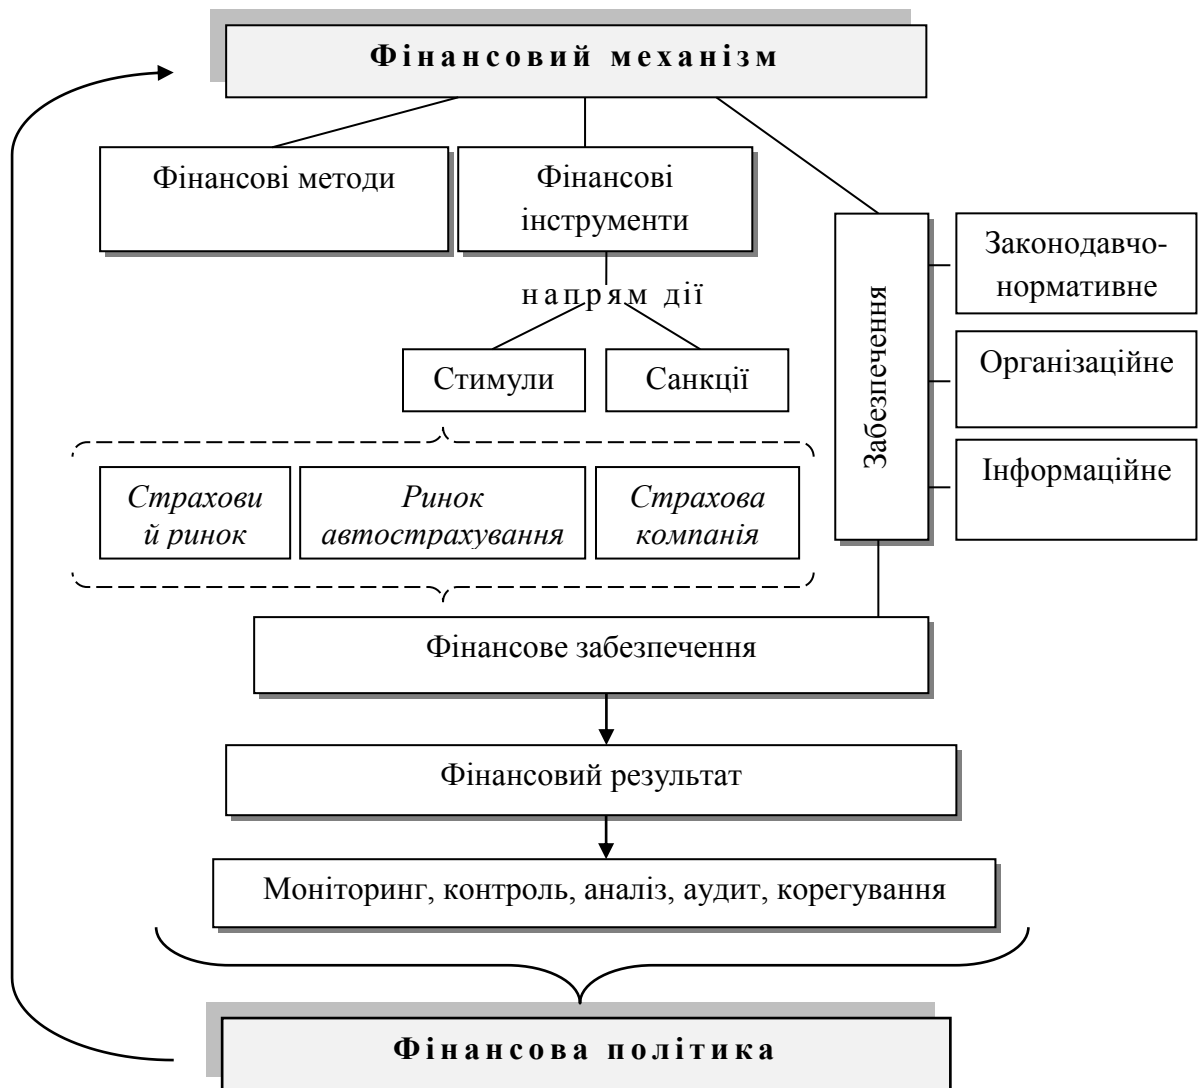 Фінансовий механізм
Фінансові методи
Фінансові
інструменти
напрям дії
Стимули
Санкції
Забезпечення
Законодавчо-
нормативне
Організаційне
Інформаційне
Страхови
й ринок
Ринок
автострахування
Страхова
компанія
Фінансове забезпечення
Фінансовий результат
Моніторинг, контроль, аналіз, аудит, корегування
Фінансова політика